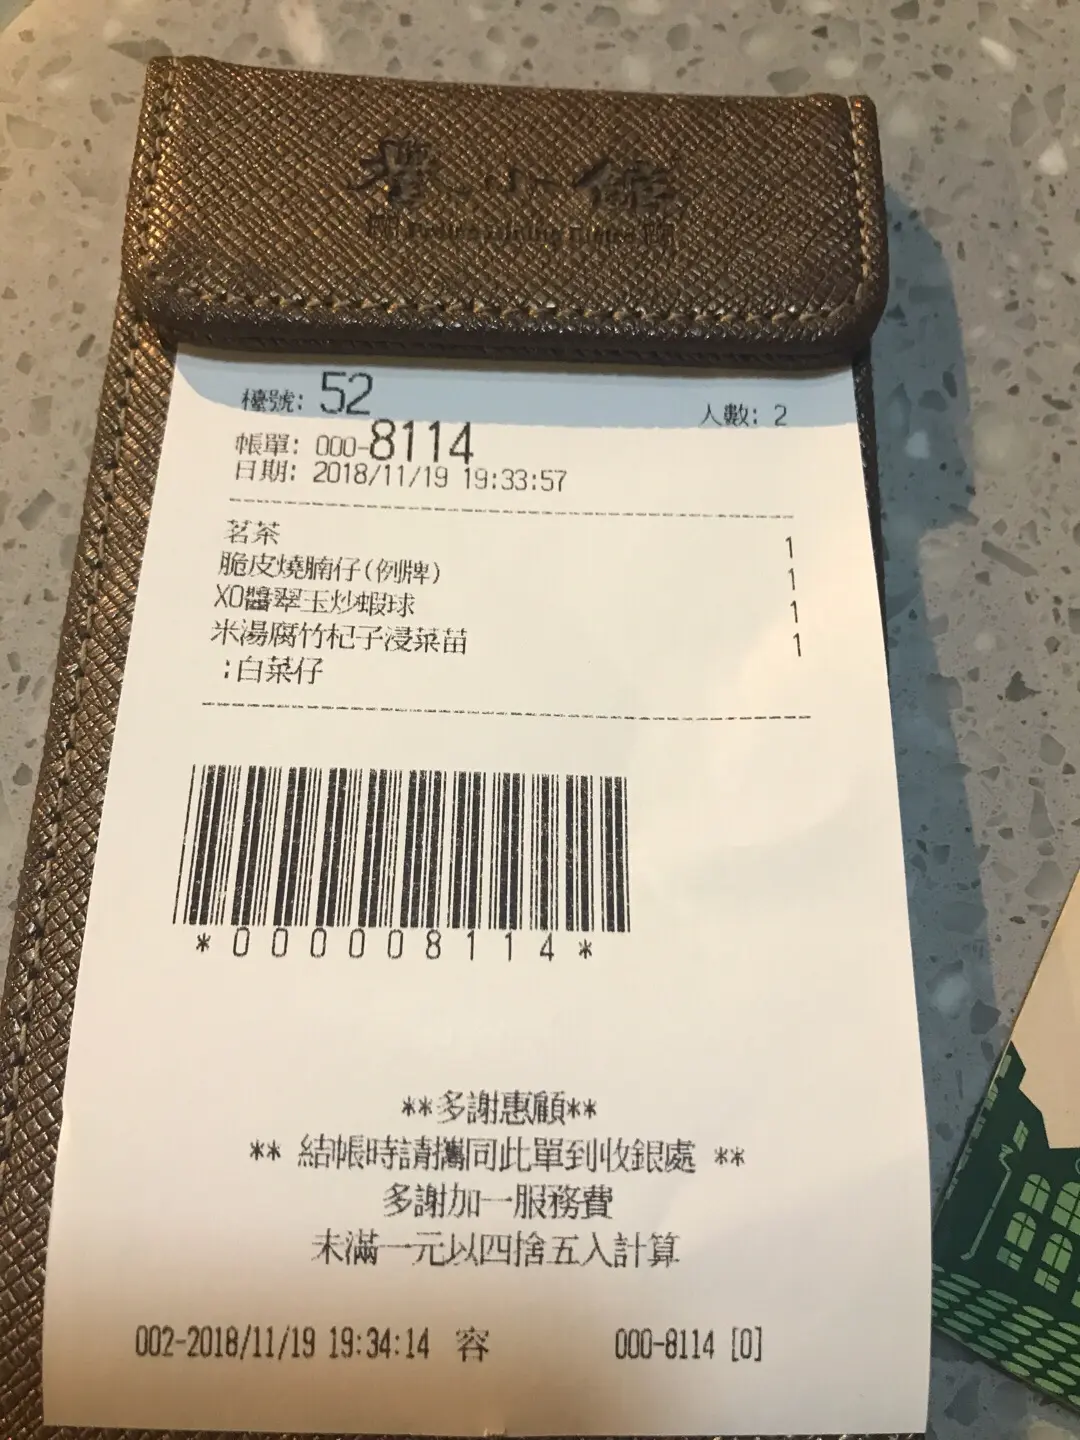 小館
檯號: 52
人數: 2
帳單: 000-8114
日期: 2018/11/19 19:33:57
茗茶 1
脆皮燒腩仔(例牌) 1
XO醬翠玉炒蝦球 1
米湯腐竹杞子浸菜苗 1
:白菜仔
*000008114*
**多謝惠顧**
** 結帳時請攜同此單到收銀處 **
多謝加一服務費
未滿一元以四捨五入計算
002-2018/11/19 19:34:14 容
000-8114 [0]